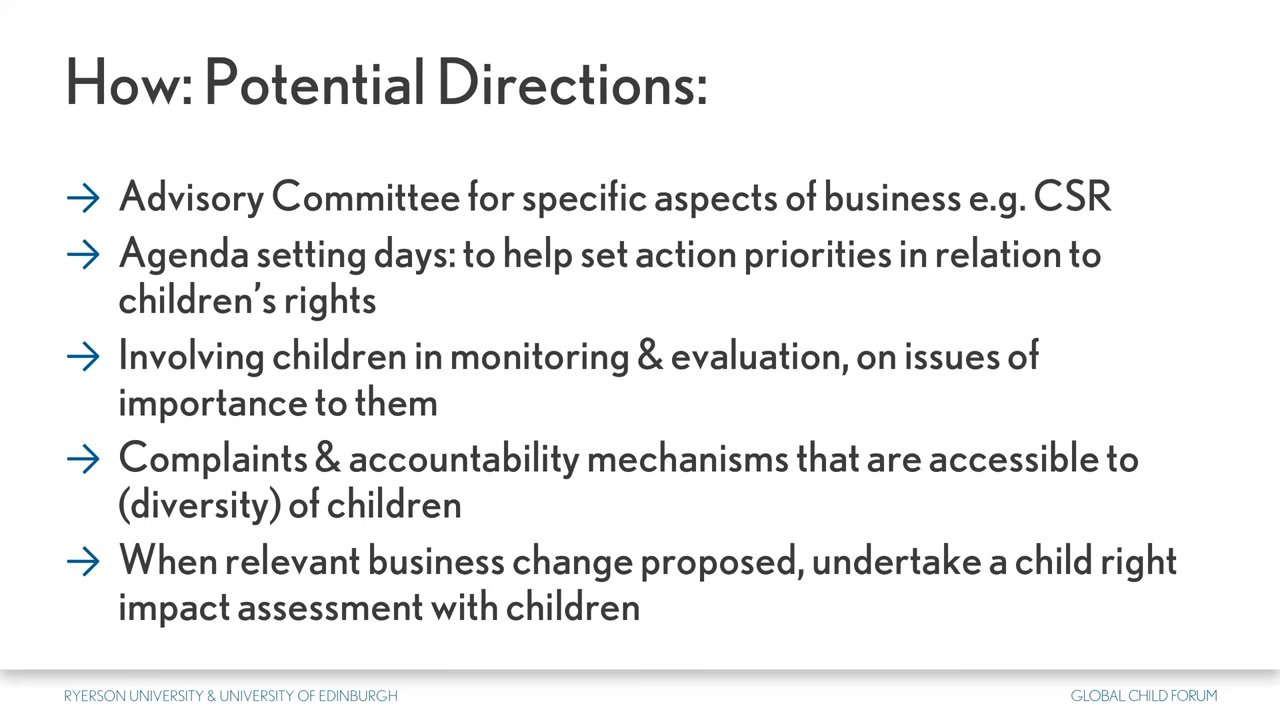 How: Potential Directions:
→ Advisory Committee for specific aspects of business e.g. CSR
→ Agenda setting days: to help set action priorities in relation to
children's rights
→ Involving children in monitoring & evaluation, on issues of
importance to them
→ Complaints & accountability mechanisms that are accessible to
(diversity) of children
→ When relevant business change proposed, undertake a child right
impact assessment with children
RYERSON UNIVERSITY & UNIVERSITY OF EDINBURGH
GLOBAL CHILD FORUM